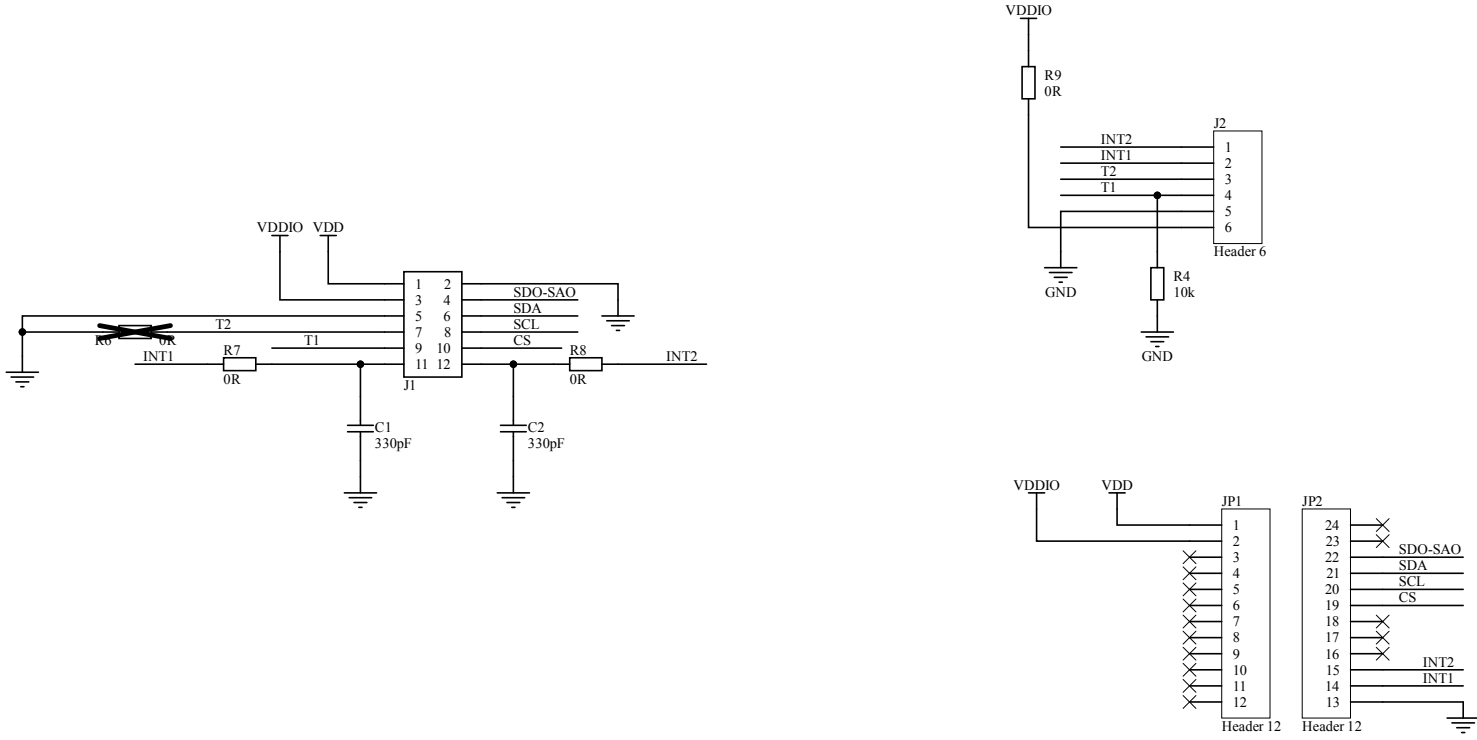 VDDIO
R9
0R
J2
INT2 1
INT1 2
T2 3
T1 4
5
6
Header 6
GND
R4
10k
GND
VDDIO VDD
1 2
3 4 SDO-SAO
5 6 SDA
T2 7 8 SCL
R6 0R
T1 9 10 CS
INT1 R7 11 12 R8 INT2
0R J1 0R
C1
330pF
C2
330pF
VDDIO VDD
JP1 JP2
1 24
2 23
3 22 SDO-SAO
4 21 SDA
5 20 SCL
6 19 CS
7 18
8 17
9 16
10 15 INT2
11 14 INT1
12 13
Header 12 Header 12